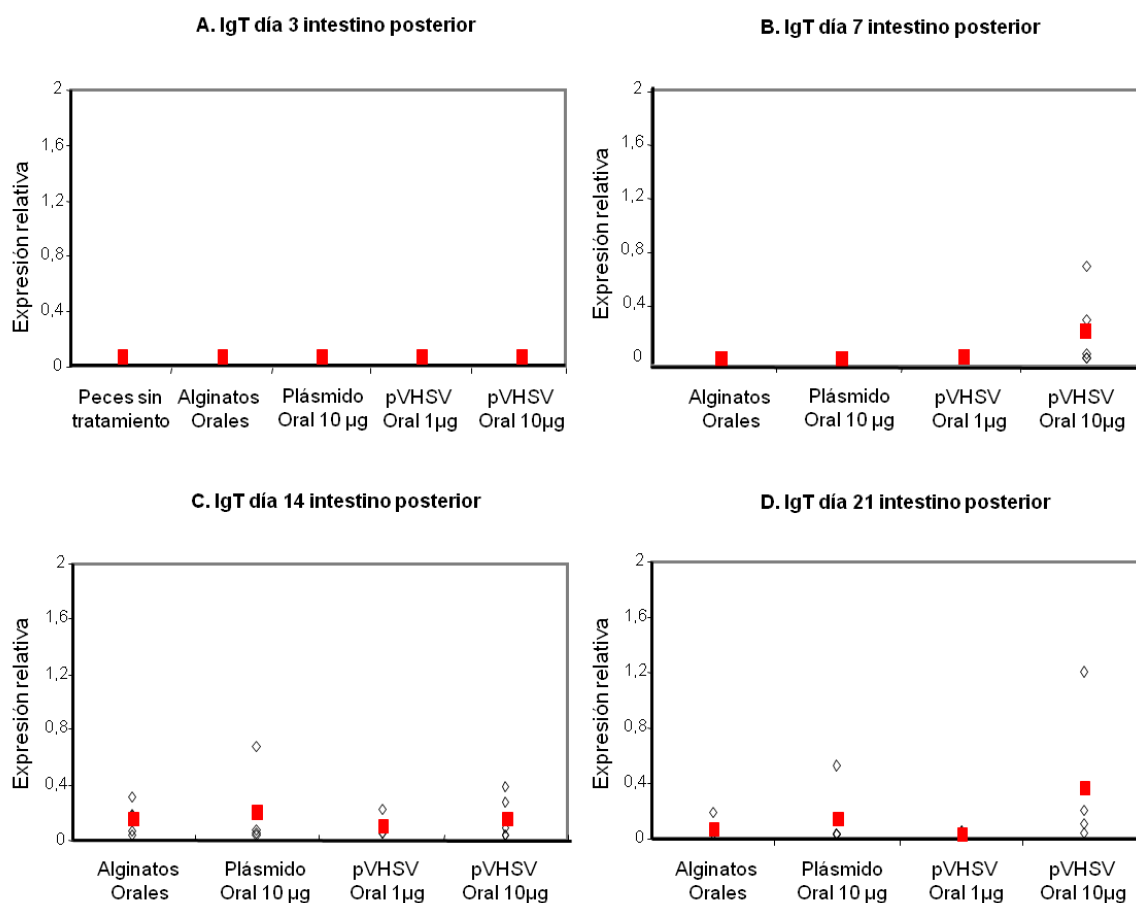 A. IgT día 3 intestino posterior
Expresión relativa
2
1,6
1,2
0,8
0,4
0
Peces sin tratamiento
Alginatos Orales
Plásmido Oral 10 µg
pVHSV Oral 1µg
pVHSV Oral 10µg
B. IgT día 7 intestino posterior
Expresión relativa
2
1,6
1,2
0,8
0,4
0
Alginatos Orales
Plásmido Oral 10 µg
pVHSV Oral 1µg
pVHSV Oral 10µg
C. IgT día 14 intestino posterior
Expresión relativa
2
1,6
1,2
0,8
0,4
0
Alginatos Orales
Plásmido Oral 10 µg
pVHSV Oral 1µg
pVHSV Oral 10µg
D. IgT día 21 intestino posterior
Expresión relativa
2
1,6
1,2
0,8
0,4
0
Alginatos Orales
Plásmido Oral 10 µg
pVHSV Oral 1µg
pVHSV Oral 10µg